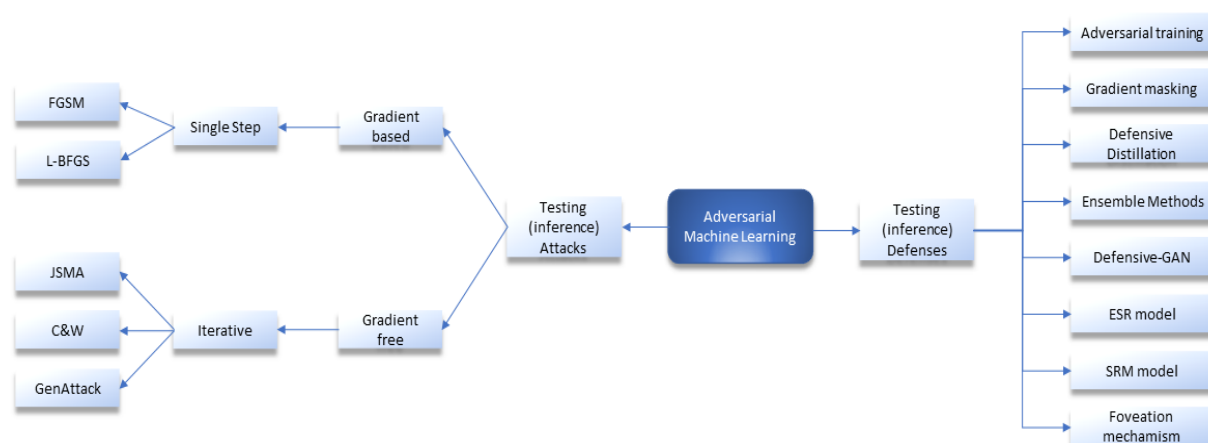 FGSM
L-BFGS
Single Step
Gradient
based
JSMA
C&W
GenAttack
Iterative
Gradient
free
Testing
(inference)
Attacks
Adversarial
Machine Learning
Testing
(inference)
Defenses
Adversarial training
Gradient masking
Defensive
Distillation
Ensemble Methods
Defensive-GAN
ESR model
SRM model
Foveation
mechamism